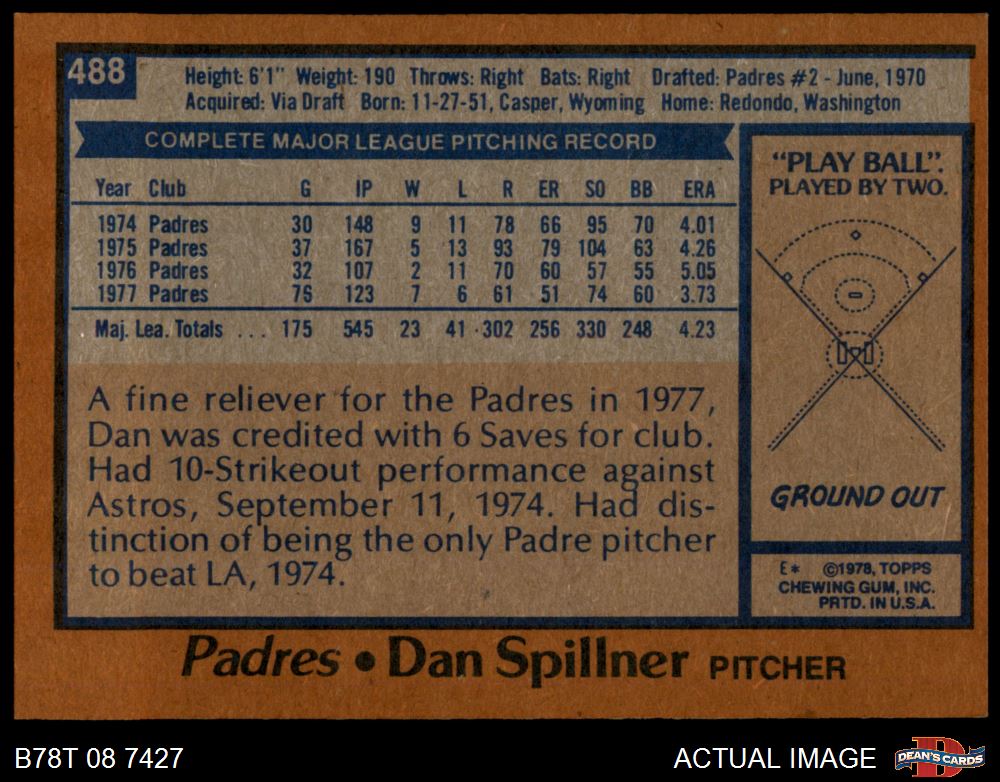 488
Height: 6'1" Weight: 190 Throws: Right Bats: Right Drafted: Padres #2 - June, 1970
Acquired: Via Draft Born: 11-27-51, Casper, Wyoming Home: Redondo, Washington
COMPLETE MAJOR LEAGUE PITCHING RECORD
Year Club G IP W L R ER SO BB ERA
1974 Padres 30 148 9 11 78 66 95 70 4.01
1975 Padres 37 167 5 13 93 79 104 63 4.26
1976 Padres 32 107 2 11 70 60 57 55 5.05
1977 Padres 76 123 7 6 61 51 74 60 3.73
Maj. Lea. Totals ... 175 545 23 41 302 256 330 248 4.23
A fine reliever for the Padres in 1977,
Dan was credited with 6 Saves for club.
Had 10-Strikeout performance against
Astros, September 11, 1974. Had dis-
tinction of being the only Padre pitcher
to beat LA, 1974.
"PLAY BALL".
PLAYED BY TWO.
GROUND OUT
E* ©1978, TOPPS
CHEWING GUM, INC.
PRTD. IN U.S.A.
Padres • Dan Spillner PITCHER
B78T 08 7427
ACTUAL IMAGE
D
DEAN'S CARDS